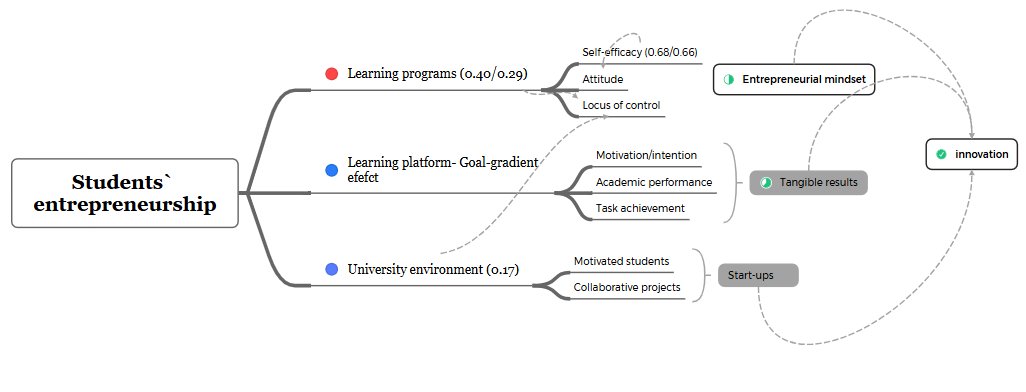 Students`
entrepreneurship
Learning programs (0.40/0.29)
Self-efficacy (0.68/0.66)
Attitude
Locus of control
Entrepreneurial mindset
Learning platform- Goal-gradient
efefct
Motivation/intention
Academic performance
Task achievement
Tangible results
innovation
University environment (0.17)
Motivated students
Collaborative projects
Start-ups